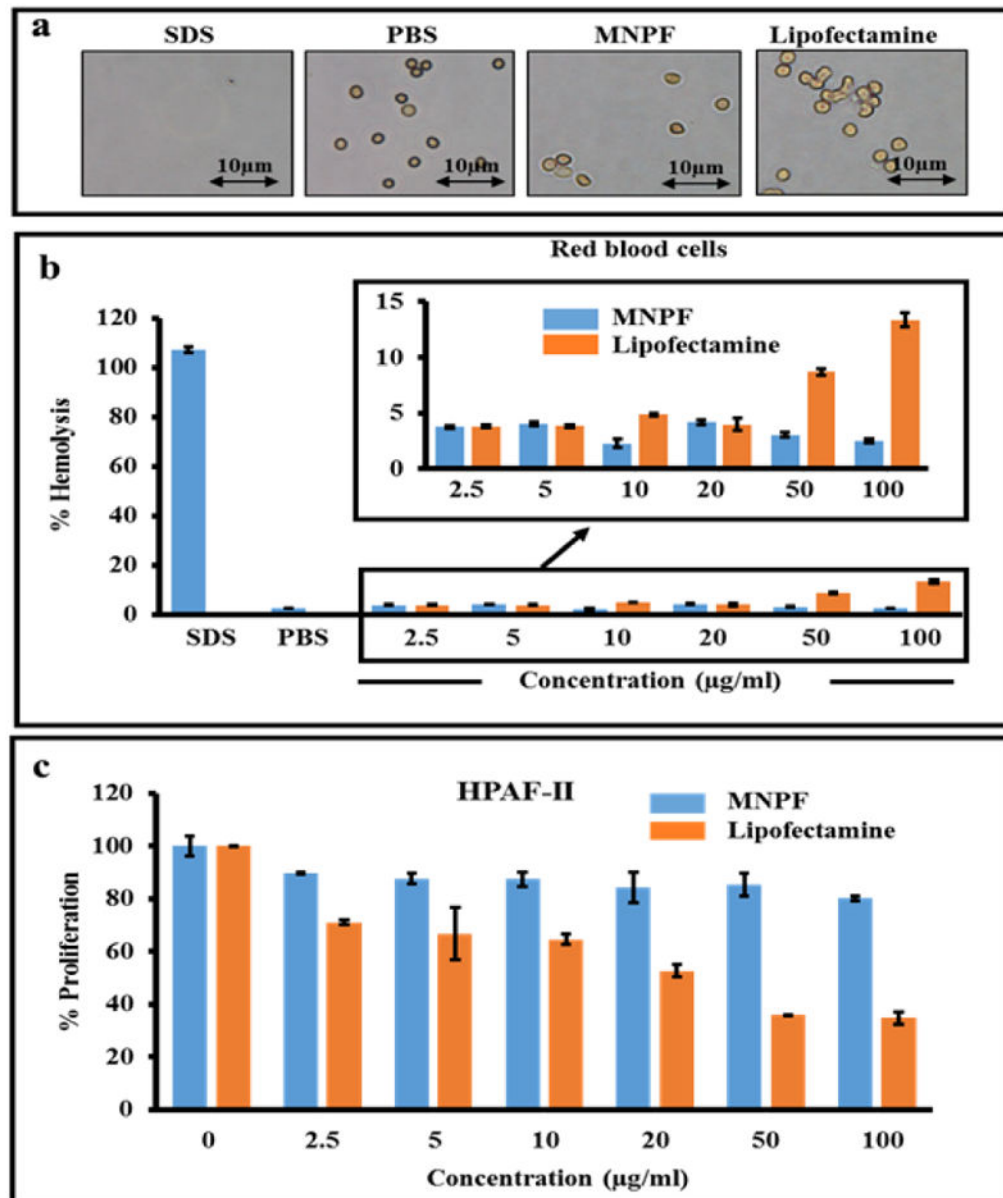 a
SDS PBS MNPF Lipofectamine
10µm 10µm 10µm 10µm
b
Red blood cells
MNPF
Lipofectamine
15
10
5
0
2.5 5 10 20 50 100
% Hemolysis
120
100
80
60
40
20
0
SDS PBS 2.5 5 10 20 50 100
Concentration (µg/ml)
c
HPAF-II
MNPF
Lipofectamine
% Proliferation
120
100
80
60
40
20
0
0 2.5 5 10 20 50 100
Concentration (µg/ml)